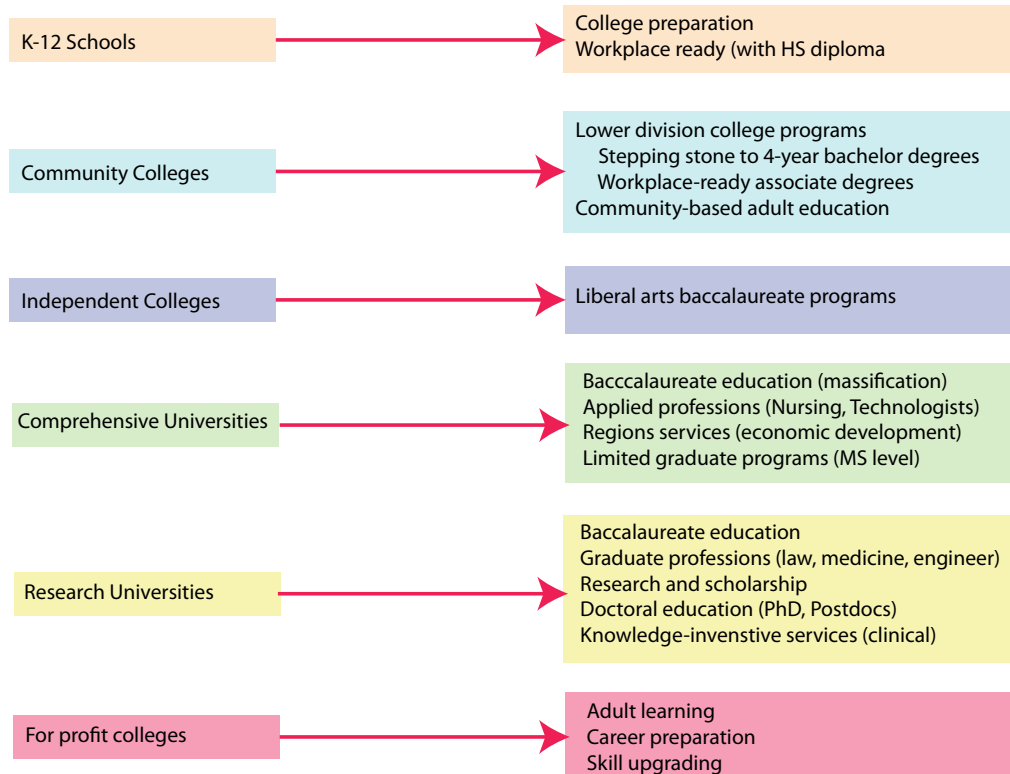 K-12 Schools
College preparation
Workplace ready (with HS diploma
Community Colleges
Lower division college programs
Stepping stone to 4-year bachelor degrees
Workplace-ready associate degrees
Community-based adult education
Independent Colleges
Liberal arts baccalaureate programs
Comprehensive Universities
Bacccalaureate education (massification)
Applied professions (Nursing, Technologists)
Regions services (economic development)
Limited graduate programs (MS level)
Research Universities
Baccalaureate education
Graduate professions (law, medicine, engineer)
Research and scholarship
Doctoral education (PhD, Postdocs)
Knowledge-invenstive services (clinical)
For profit colleges
Adult learning
Career preparation
Skill upgrading